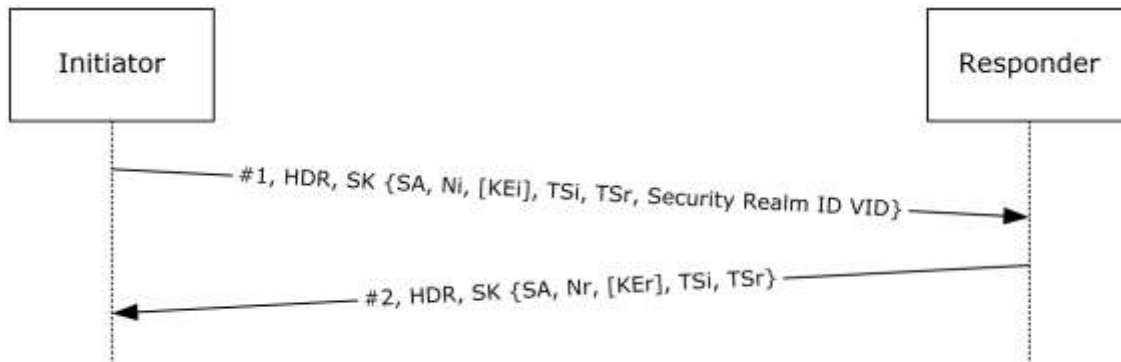 Initiator
Responder
#1, HDR, SK {SA, Ni, [KEi], TSi, TSr, Security Realm ID VID}
#2, HDR, SK {SA, Nr, [KEr], TSi, TSr}